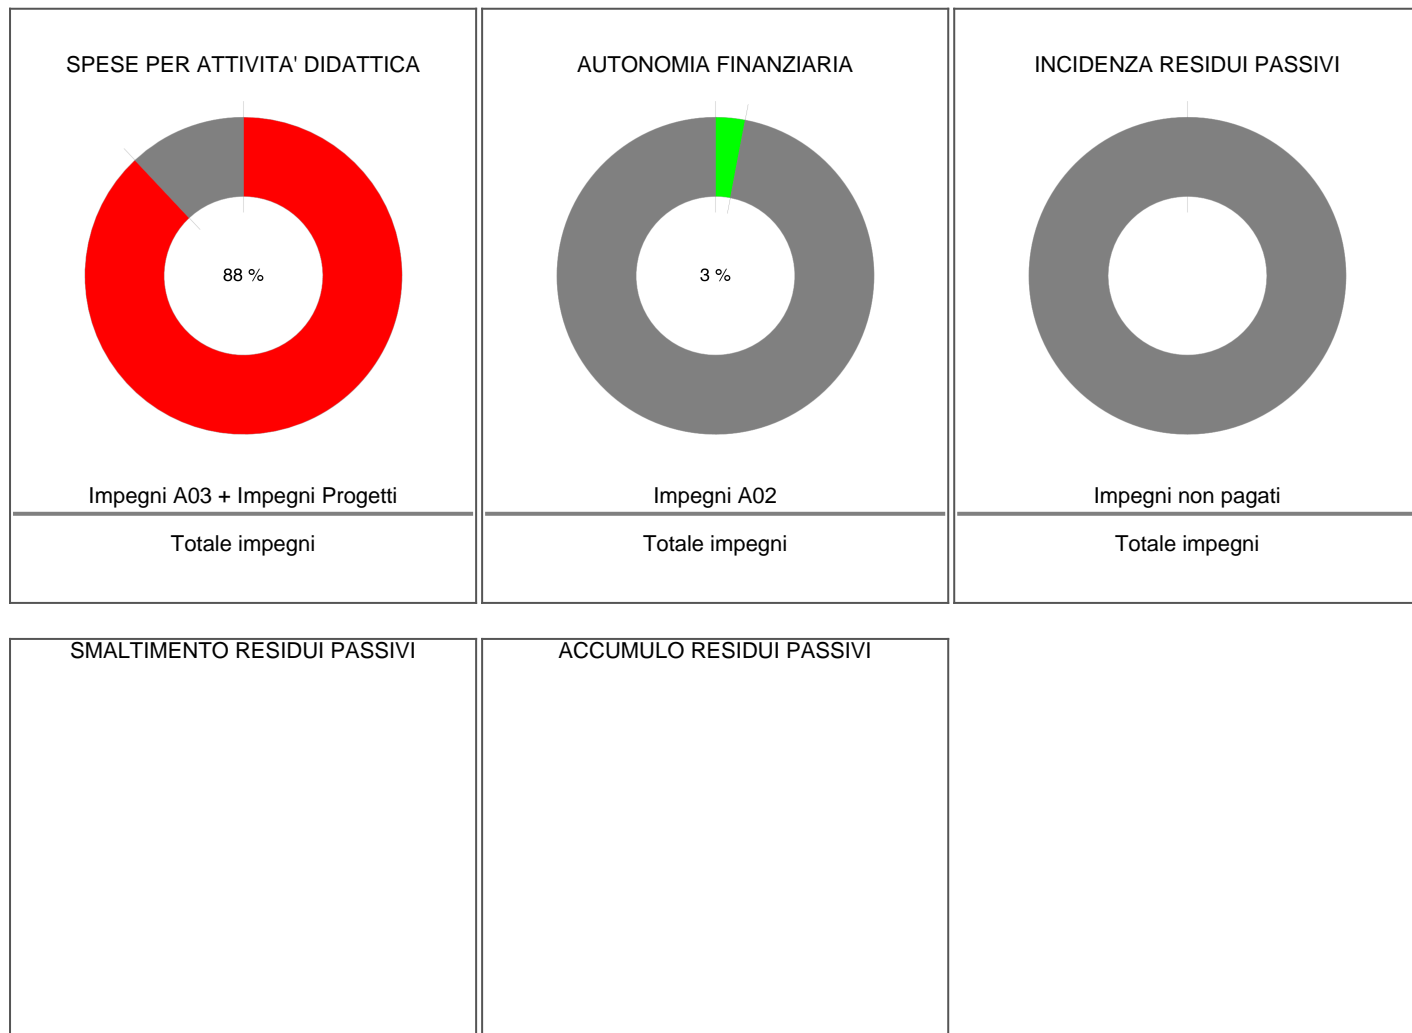 SPESE PER ATTIVITA' DIDATTICA
88 %
Impegni A03 + Impegni Progetti
Totale impegni
AUTONOMIA FINANZIARIA
3 %
Impegni A02
Totale impegni
INCIDENZA RESIDUI PASSIVI
Impegni non pagati
Totale impegni
SMALTIMENTO RESIDUI PASSIVI
ACCUMULO RESIDUI PASSIVI